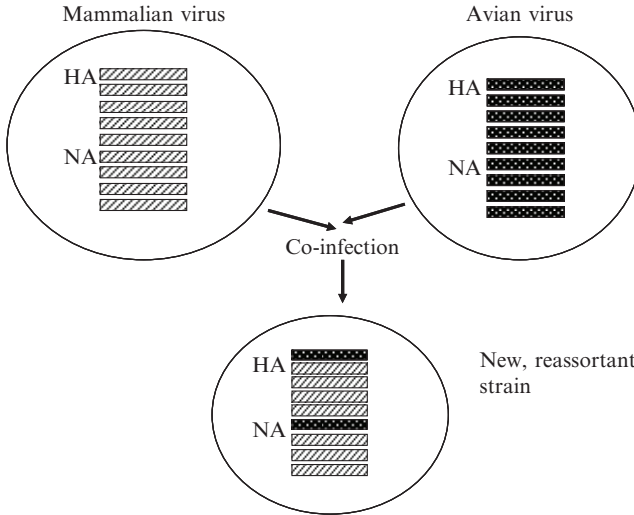 Mammalian virus
Avian virus
HA
NA
HA
NA
Co-infection
HA
NA
New, reassortant
strain